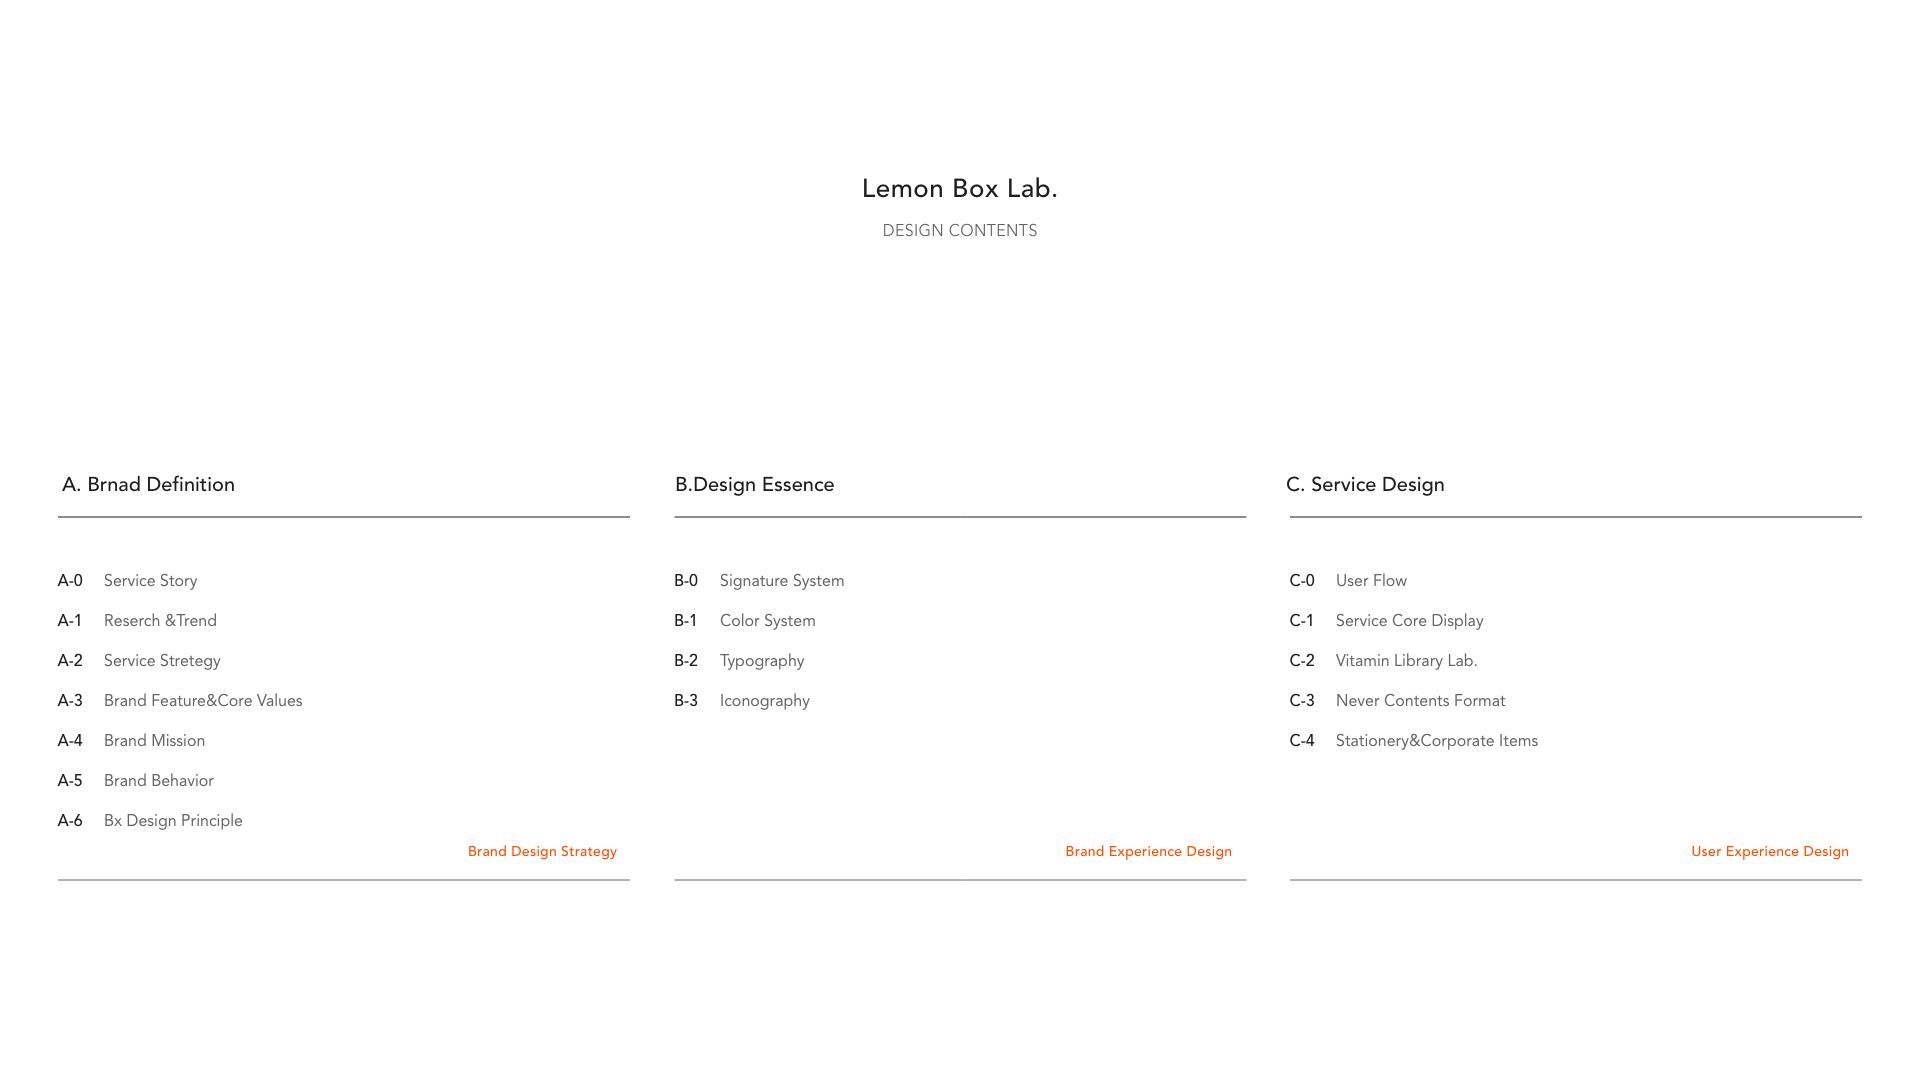 Lemon Box Lab.
DESIGN CONTENTS
A. Brnad Definition
A-0 Service Story
A-1 Reserch &Trend
A-2 Service Stretegy
A-3 Brand Feature&Core Values
A-4 Brand Mission
A-5 Brand Behavior
A-6 Bx Design Principle
Brand Design Strategy
B.Design Essence
B-0 Signature System
B-1 Color System
B-2 Typography
B-3 Iconography
Brand Experience Design
C. Service Design
C-0 User Flow
C-1 Service Core Display
C-2 Vitamin Library Lab.
C-3 Never Contents Format
C-4 Stationery&Corporate Items
User Experience Design